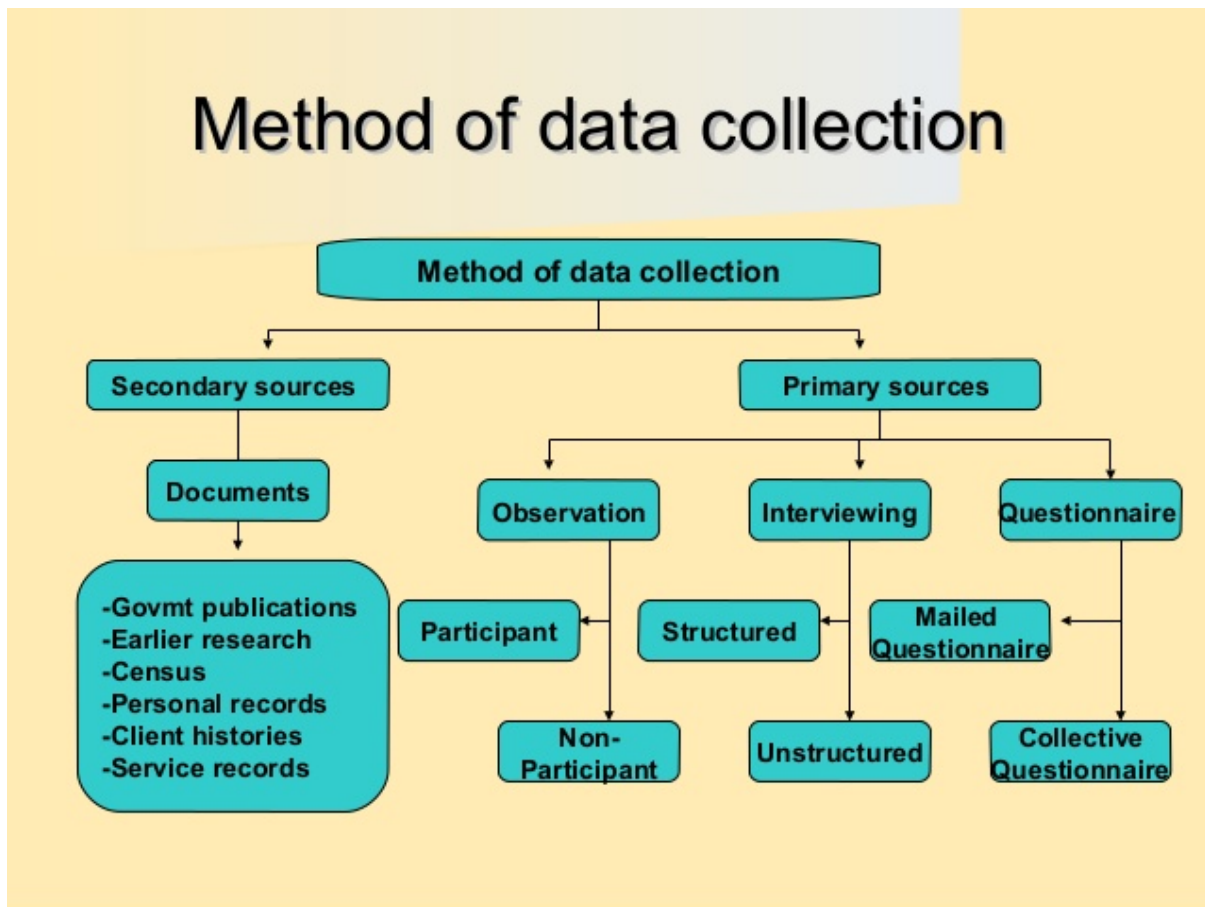 Method of data collection
Method of data collection
Secondary sources
Primary sources
Documents
Observation
Interviewing
Questionnaire
-Govmt publications
-Earlier research
-Census
-Personal records
-Client histories
-Service records
Participant
Structured
Mailed
Questionnaire
Non-
Participant
Unstructured
Collective
Questionnaire